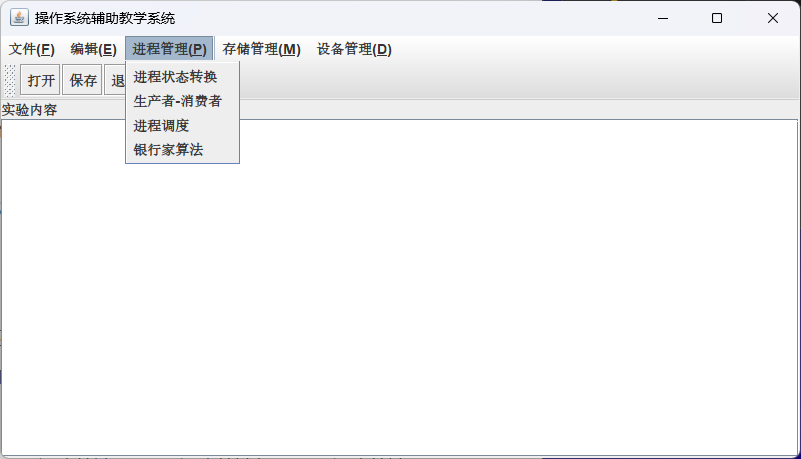 操作系统辅助教学系统
文件(F) 编辑(E) 进程管理(P) 存储管理(M) 设备管理(D)
打开 保存 退
进程状态转换
生产者-消费者
进程调度
银行家算法
实验内容